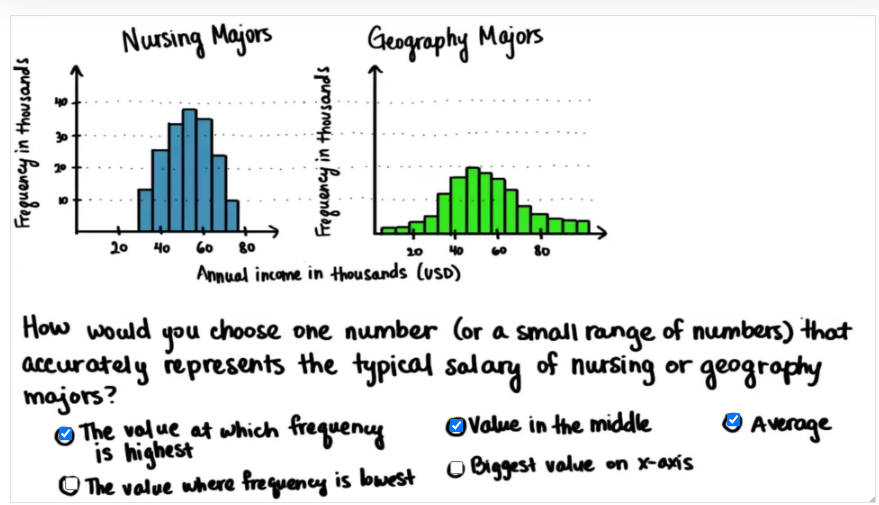 Nursing Majors
Geography Majors
Frequency in thousands
40
30
20
10
20 40 60 80
Frequency in thousands
20 40 60 80
Annual income in thousands (USD)
How would you choose one number (or a small range of numbers) that
accurately represents the typical salary of nursing or geography
majors?
The value at which frequency
is highest
Value in the middle
Average
The value where frequency is lowest
Biggest value on x-axis